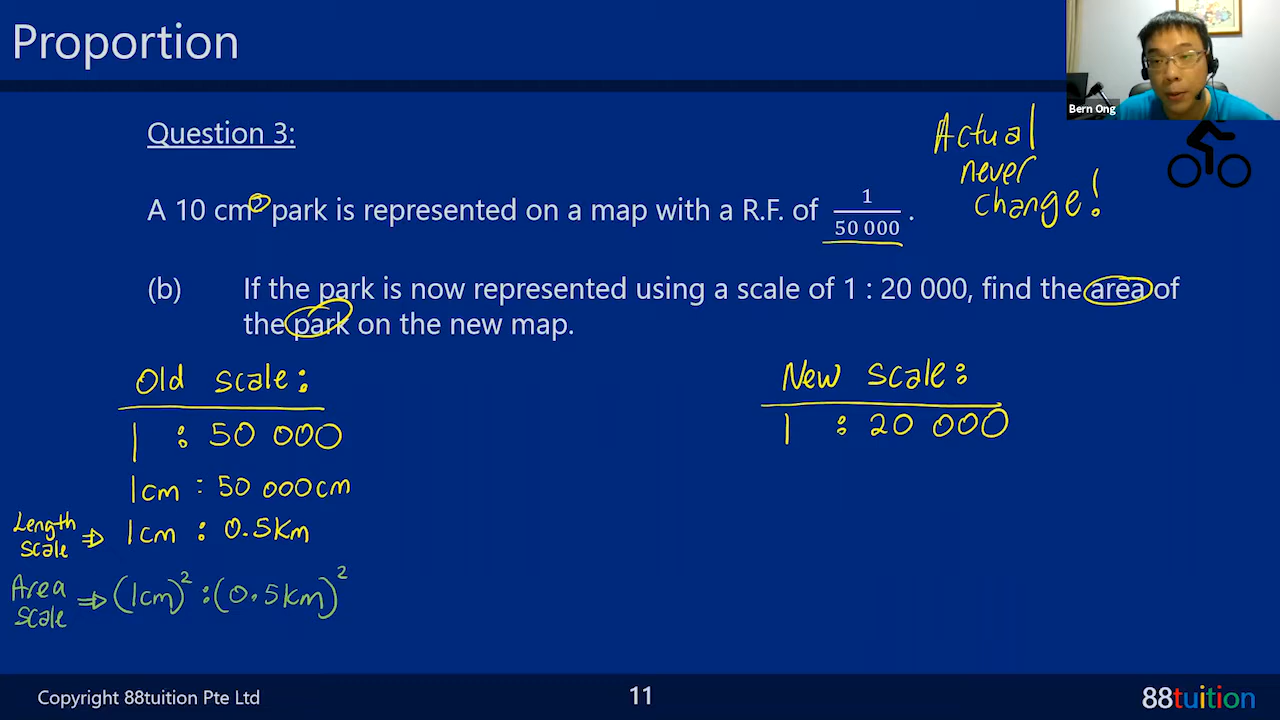 Proportion
Bern Ong
Question 3:
Actual
never
change!
A 10 cm² park is represented on a map with a R.F. of 1/50 000.
(b) If the park is now represented using a scale of 1 : 20 000, find the area of
the park on the new map.
Old scale:
1 : 50 000
1cm : 50 000cm
Length scale ⇒ 1cm : 0.5km
Area scale ⇒ (1cm)² : (0.5km)²
New scale:
1 : 20 000
Copyright 88tuition Pte Ltd
11
88tuition